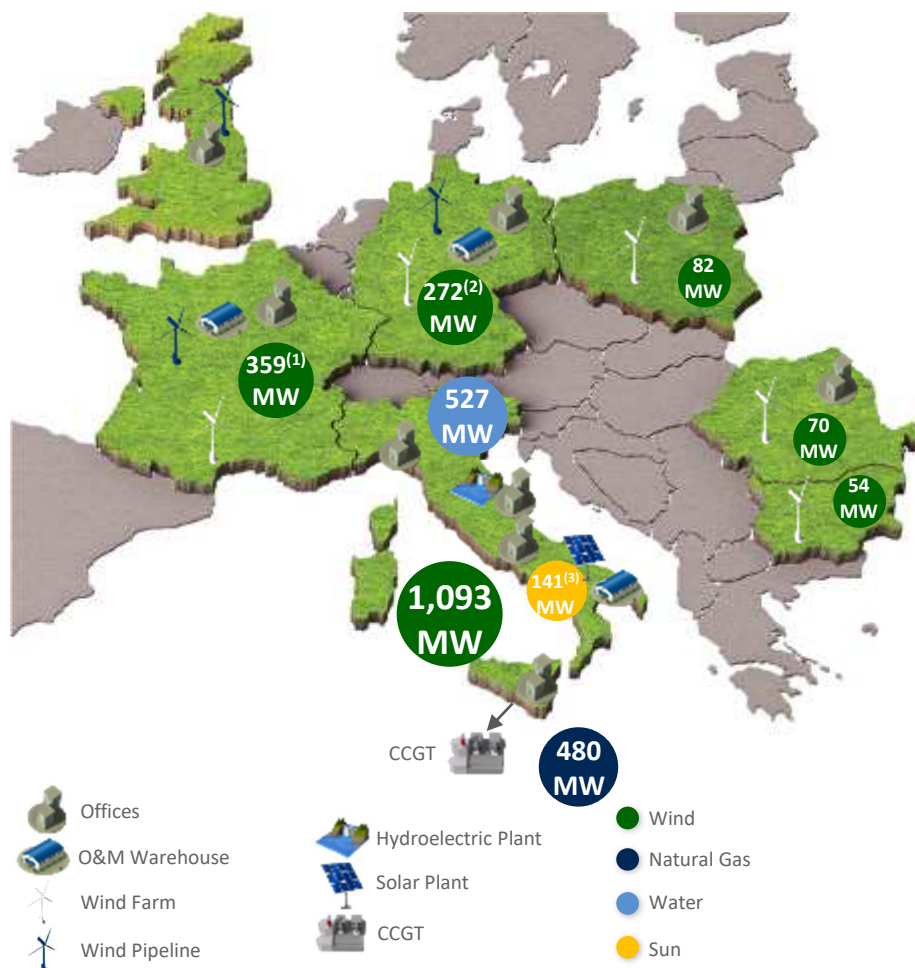 82
MW
272(2)
MW
359(1)
MW
527
MW
70
MW
54
MW
141(3)
MW
1,093
MW
CCGT
480
MW
Offices
O&M Warehouse
Wind Farm
Wind Pipeline
Hydroelectric Plant
Solar Plant
CCGT
Wind
Natural Gas
Water
Sun